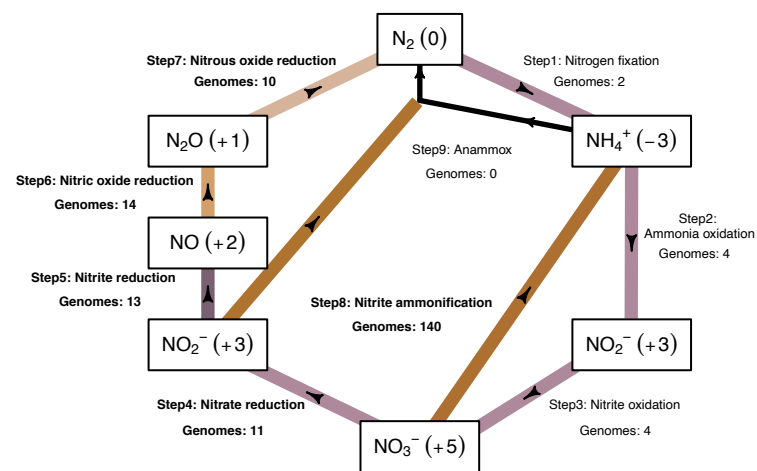 N₂ (0)
Step7: Nitrous oxide reduction
Genomes: 10
Step1: Nitrogen fixation
Genomes: 2
N₂O (+1)
NH₄⁺ (−3)
Step9: Anammox
Genomes: 0
Step6: Nitric oxide reduction
Genomes: 14
Step2:
Ammonia oxidation
Genomes: 4
NO (+2)
Step5: Nitrite reduction
Genomes: 13
Step8: Nitrite ammonification
Genomes: 140
NO₂⁻ (+3)
NO₂⁻ (+3)
Step4: Nitrate reduction
Genomes: 11
Step3: Nitrite oxidation
Genomes: 4
NO₃⁻ (+5)